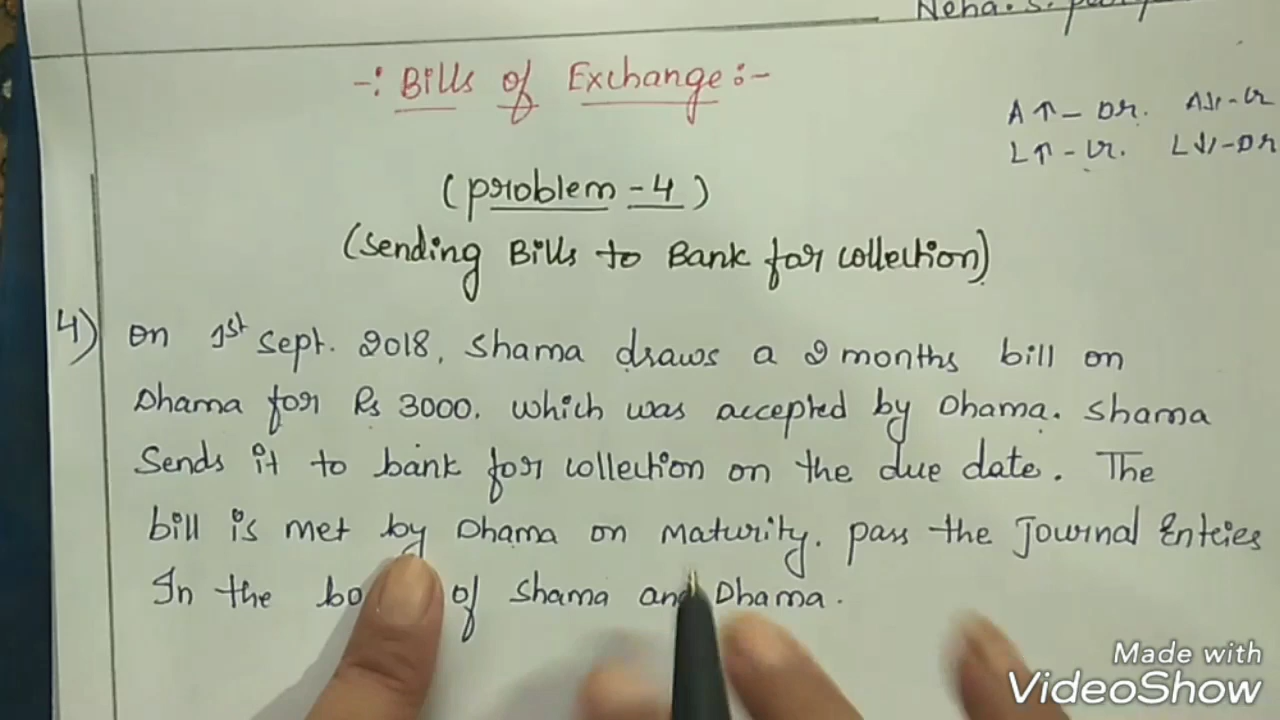 Neha. S.
-: Bills of Exchange :-
A↑ - Dr. A↓ - Cr
L↑ - Cr. L↓ - Dr
(problem - 4)
(Sending Bills to Bank for collection)
4) On 1st Sept. 2018, Shama draws a 2 months bill on
Dhama for Rs 3000. which was accepted by Dhama. Shama
Sends it to bank for collection on the due date. The
bill is met by Dhama on maturity. pass the Journal Entries
In the of Shama and Dhama.
Made with
VideoShow